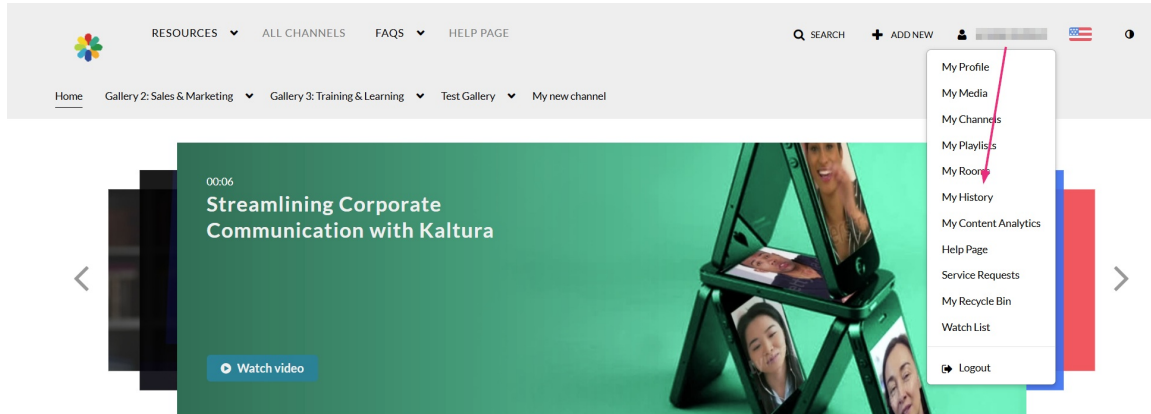 RESOURCES
ALL CHANNELS
FAQS
HELP PAGE
SEARCH
ADD NEW
Home
Gallery 2: Sales & Marketing
Gallery 3: Training & Learning
Test Gallery
My new channel
My Profile
My Media
My Channels
My Playlists
My Rooms
My History
My Content Analytics
Help Page
Service Requests
My Recycle Bin
Watch List
Logout
00:06
Streamlining Corporate
Communication with Kaltura
Watch video